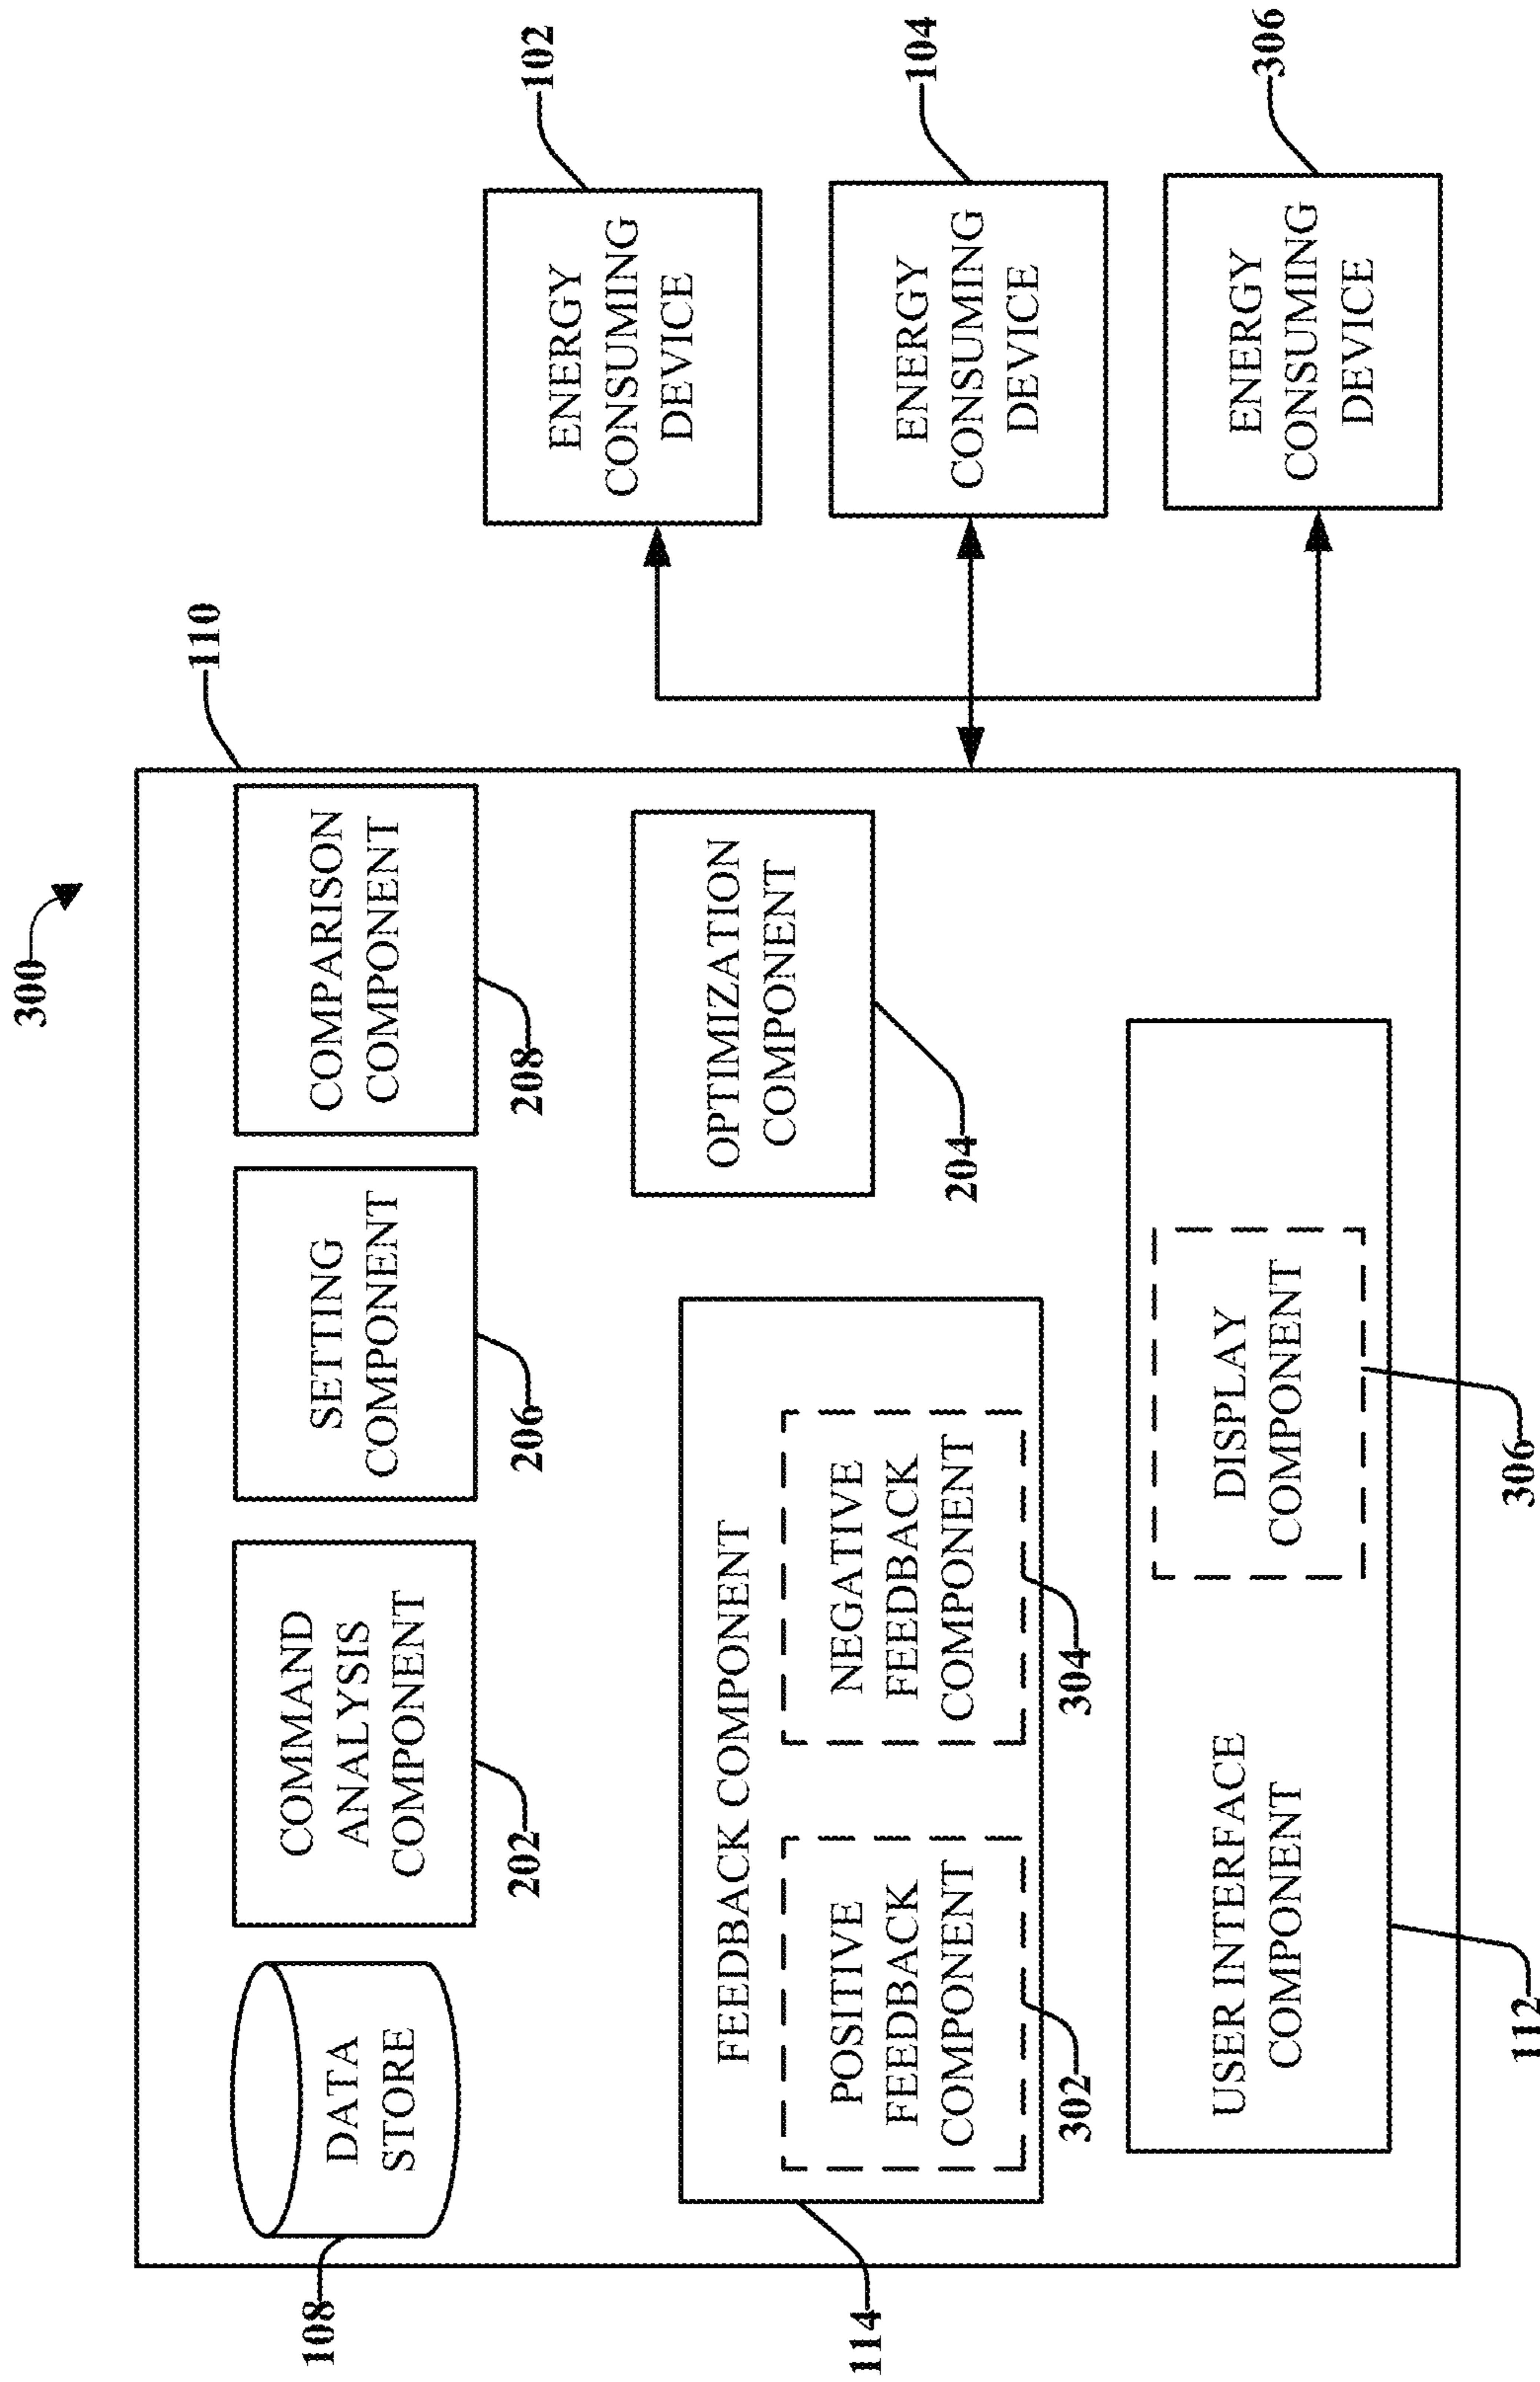 300
110
DATA
STORE
108
COMMAND
ANALYSIS
COMPONENT
202
SETTING
COMPONENT
206
COMPARISON
COMPONENT
208
FEEDBACK COMPONENT
POSITIVE
FEEDBACK
COMPONENT
302
NEGATIVE
FEEDBACK
COMPONENT
304
114
OPTIMIZATION
COMPONENT
204
USER INTERFACE
COMPONENT
112
DISPLAY
COMPONENT
306
ENERGY
CONSUMING
DEVICE
102
ENERGY
CONSUMING
DEVICE
104
ENERGY
CONSUMING
DEVICE
306